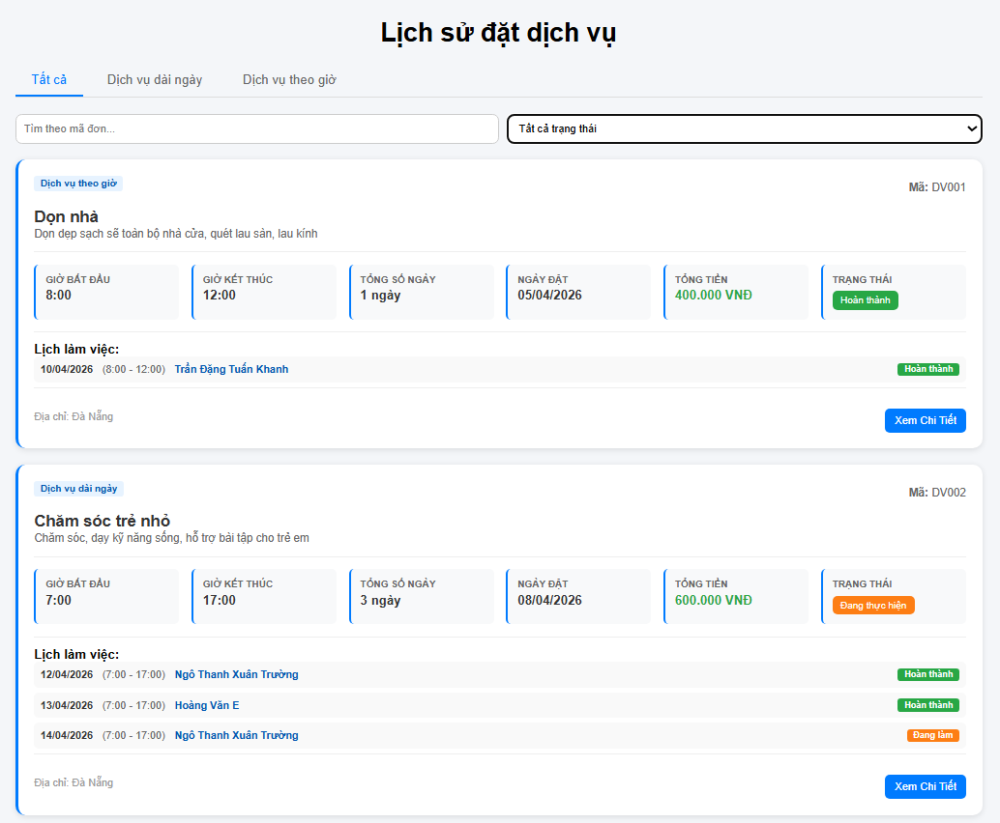 Lịch sử đặt dịch vụ
Tất cả Dịch vụ dài ngày Dịch vụ theo giờ
Tìm theo mã đơn... Tất cả trạng thái
Dịch vụ theo giờ
Mã: DV001
Dọn nhà
Dọn dẹp sạch sẽ toàn bộ nhà cửa, quét lau sàn, lau kính
GIỜ BẮT ĐẦU GIỜ KẾT THÚC TỔNG SỐ NGÀY NGÀY ĐẶT TỔNG TIỀN TRẠNG THÁI
8:00 12:00 1 ngày 05/04/2026 400.000 VNĐ Hoàn thành
Lịch làm việc:
10/04/2026 (8:00 - 12:00) Trần Đặng Tuấn Khanh Hoàn thành
Địa chỉ: Đà Nẵng
Xem Chi Tiết
Dịch vụ dài ngày
Mã: DV002
Chăm sóc trẻ nhỏ
Chăm sóc, dạy kỹ năng sống, hỗ trợ bài tập cho trẻ em
GIỜ BẮT ĐẦU GIỜ KẾT THÚC TỔNG SỐ NGÀY NGÀY ĐẶT TỔNG TIỀN TRẠNG THÁI
7:00 17:00 3 ngày 08/04/2026 600.000 VNĐ Đang thực hiện
Lịch làm việc:
12/04/2026 (7:00 - 17:00) Ngô Thanh Xuân Trường Hoàn thành
13/04/2026 (7:00 - 17:00) Hoàng Văn E Hoàn thành
14/04/2026 (7:00 - 17:00) Ngô Thanh Xuân Trường Đang làm
Địa chỉ: Đà Nẵng
Xem Chi Tiết